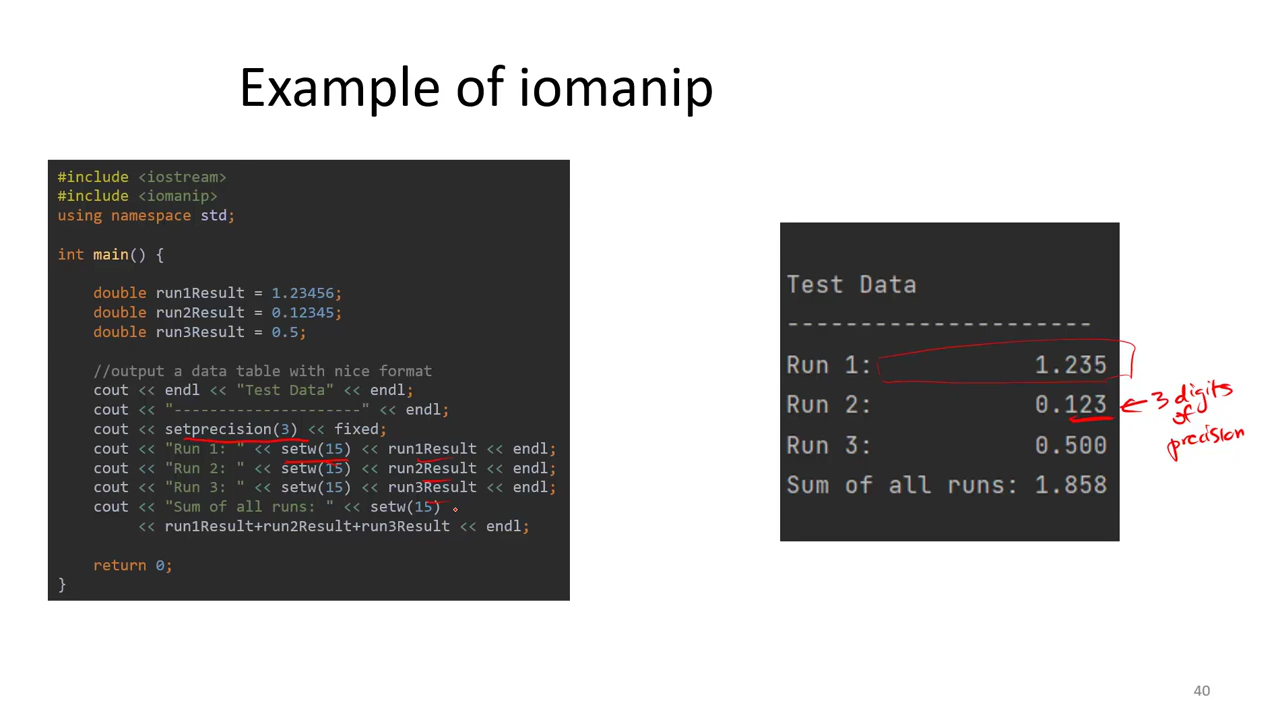 Example of iomanip
#include <iostream>
#include <iomanip>
using namespace std;
int main() {
double run1Result = 1.23456;
double run2Result = 0.12345;
double run3Result = 0.5;
//output a data table with nice format
cout << endl << "Test Data" << endl;
cout << "---------------------" << endl;
cout << setprecision(3) << fixed;
cout << "Run 1: " << setw(15) << run1Result << endl;
cout << "Run 2: " << setw(15) << run2Result << endl;
cout << "Run 3: " << setw(15) << run3Result << endl;
cout << "Sum of all runs: " << setw(15)
<< run1Result+run2Result+run3Result << endl;
return 0;
}
Test Data
---------------------
Run 1: 1.235
Run 2: 0.123
Run 3: 0.500
Sum of all runs: 1.858
3 digits
of
precision
40